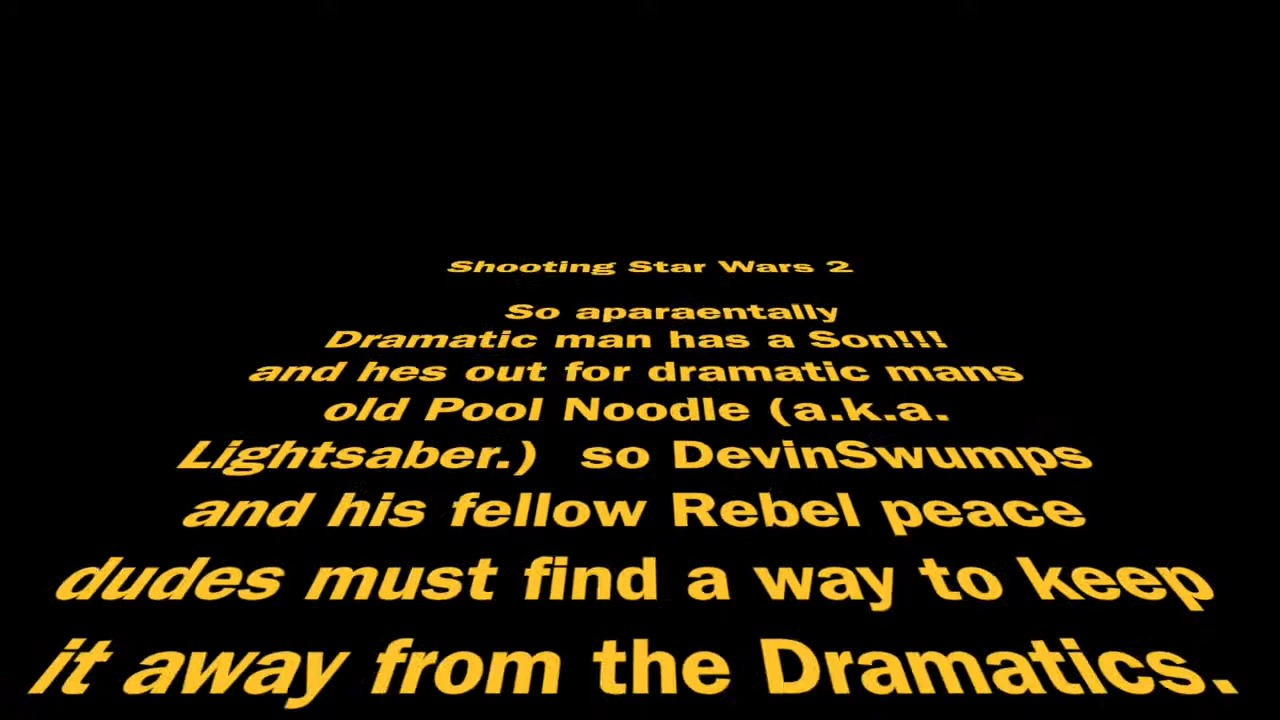 Shooting Star Wars 2
So aparaentally
Dramatic man has a Son!!!
and hes out for dramatic mans
old Pool Noodle (a.k.a.
Lightsaber.)  so DevinSwumps
and his fellow Rebel peace
dudes must find a way to keep
it away from the Dramatics.